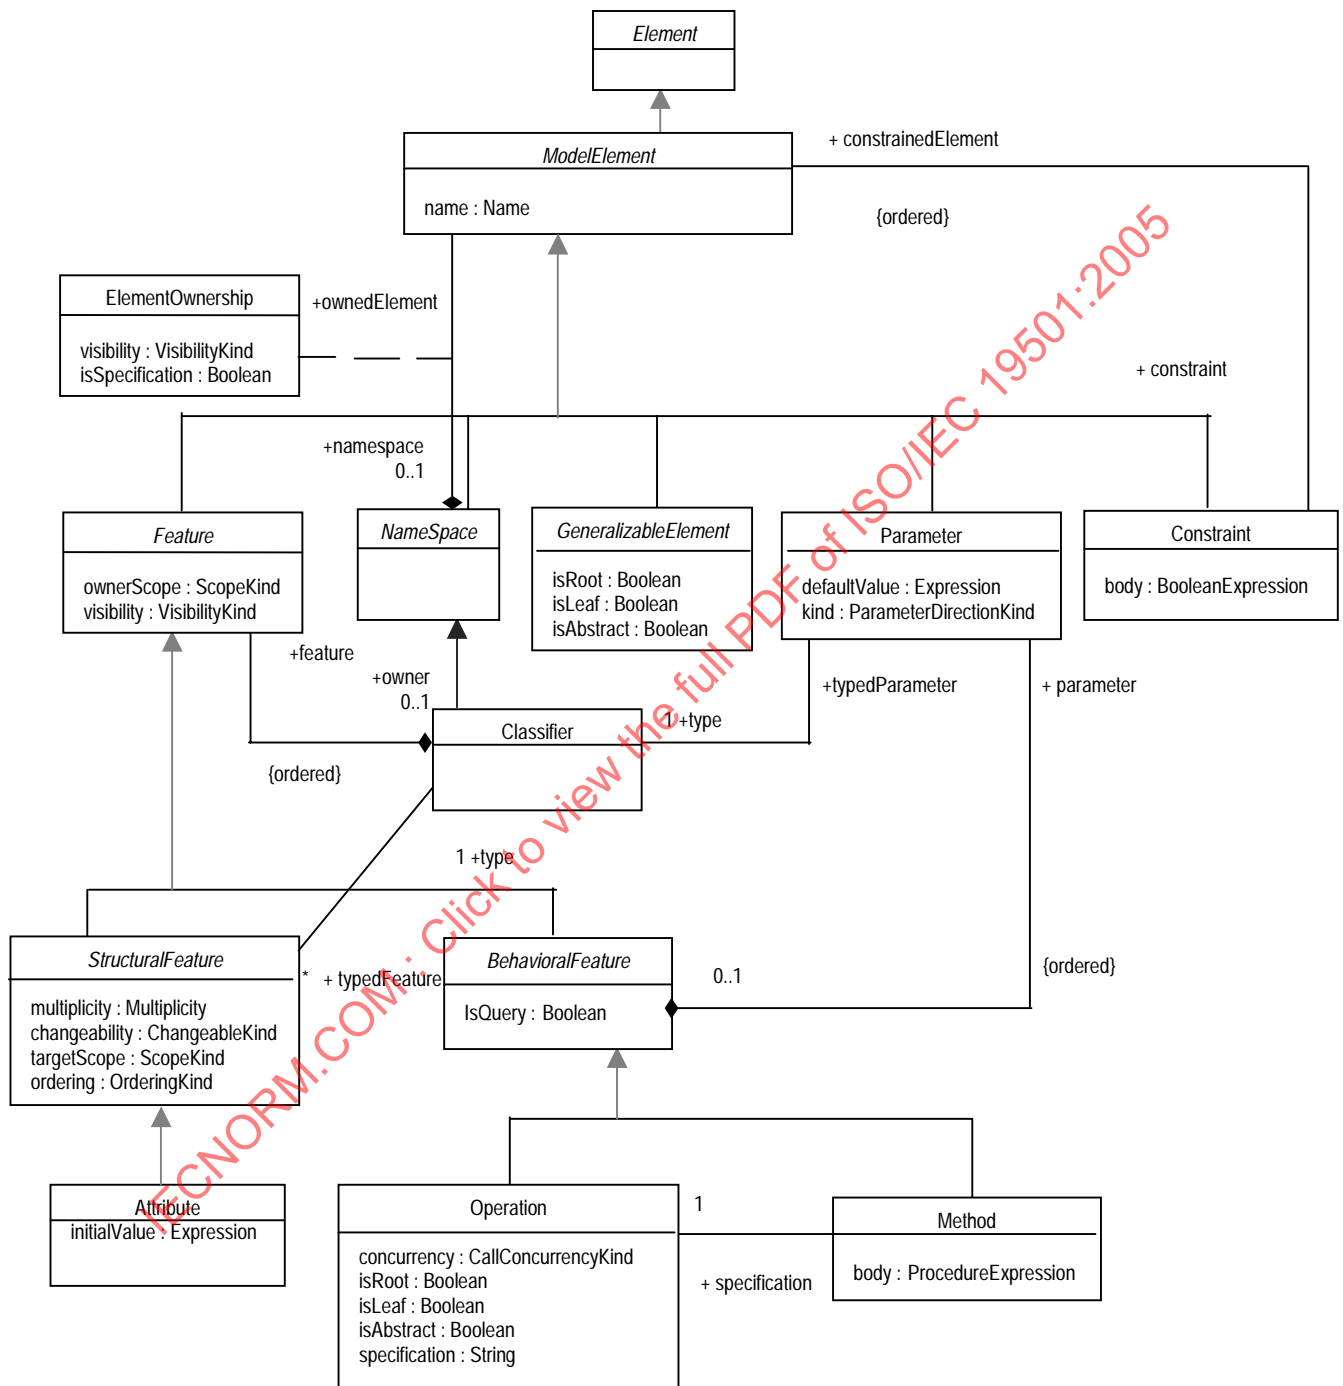 Element
ModelElement
name : Name
+ constrainedElement
{ordered}
ElementOwnership
visibility : VisibilityKind
isSpecification : Boolean
+ownedElement
+ constraint
+namespace
0..1
Feature
ownerScope : ScopeKind
visibility : VisibilityKind
NameSpace
GeneralizableElement
isRoot : Boolean
isLeaf : Boolean
isAbstract : Boolean
Parameter
defaultValue : Expression
kind : ParameterDirectionKind
Constraint
body : BooleanExpression
+feature
+owner
0..1
+typedParameter
+ parameter
Classifier
1 +type
{ordered}
1 +type
StructuralFeature
multiplicity : Multiplicity
changeability : ChangeableKind
targetScope : ScopeKind
ordering : OrderingKind
* + typedFeature
BehavioralFeature
IsQuery : Boolean
0..1
{ordered}
Attribute
initialValue : Expression
Operation
concurrency : CallConcurrencyKind
isRoot : Boolean
isLeaf : Boolean
isAbstract : Boolean
specification : String
1
+ specification
Method
body : ProcedureExpression
IECNORM.COM : Click to view the full PDF of ISO/IEC 19501:2005